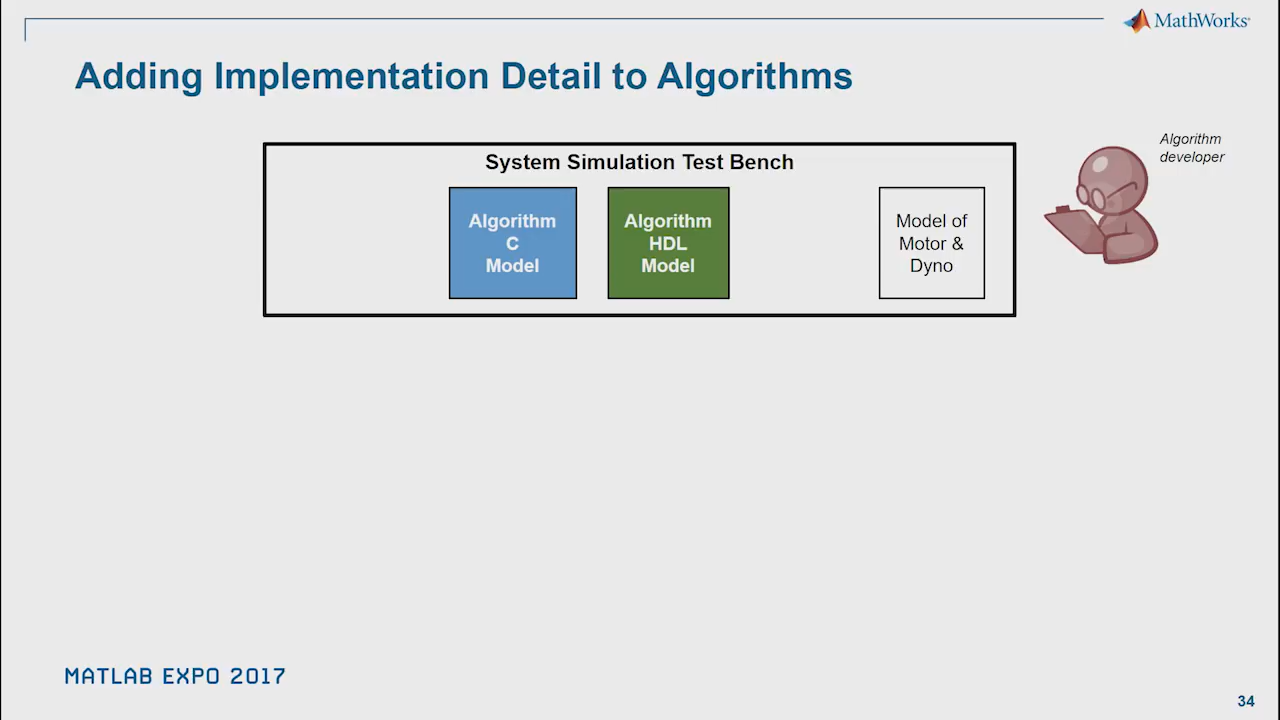 MathWorks®
Adding Implementation Detail to Algorithms
Algorithm
developer
System Simulation Test Bench
Algorithm
C
Model
Algorithm
HDL
Model
Model of
Motor &
Dyno
MATLAB EXPO 2017
34